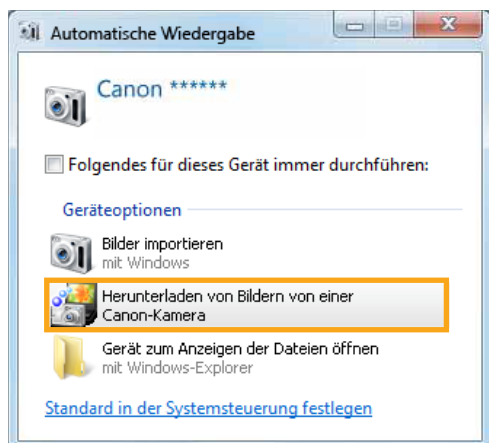 Automatische Wiedergabe
Canon ******
Folgendes für dieses Gerät immer durchführen:
Geräteoptionen
Bilder importieren
mit Windows
Herunterladen von Bildern von einer
Canon-Kamera
Gerät zum Anzeigen der Dateien öffnen
mit Windows-Explorer
Standard in der Systemsteuerung festlegen